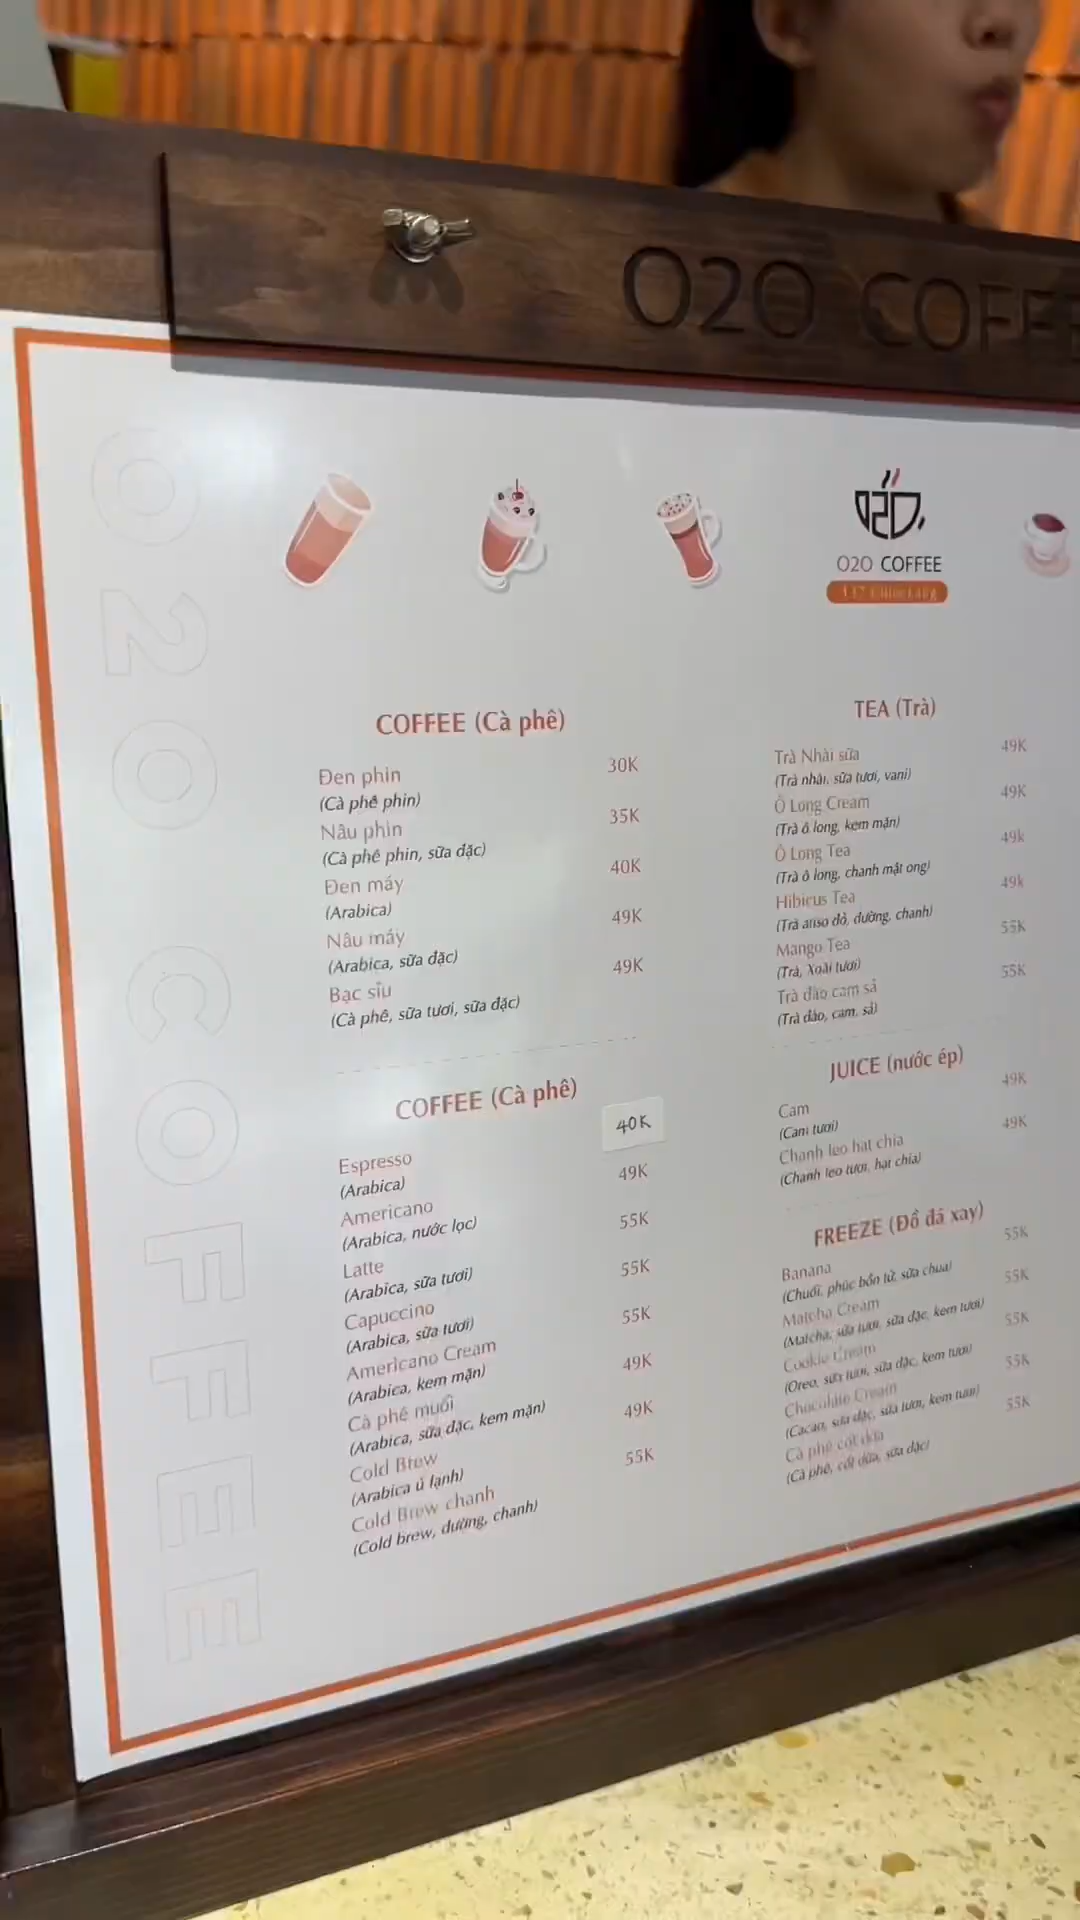 O2O COFFEE
O2O COFFEE
O2O COFFEE
COFFEE (Cà phê)
Đen phin 30K
(Cà phê phin)
Nâu phin 35K
(Cà phê phin, sữa đặc)
Đen máy 40K
(Arabica)
Nâu máy 49K
(Arabica, sữa đặc)
Bạc sỉu 49K
(Cà phê, sữa tươi, sữa đặc)
COFFEE (Cà phê)
Espresso 40K
(Arabica)
Americano 49K
(Arabica, nước lọc)
Latte 55K
(Arabica, sữa tươi)
Capuccino 55K
(Arabica, sữa tươi)
Americano Cream 55K
(Arabica, kem mặn)
Cà phê muối 49K
(Arabica, sữa đặc, kem mặn)
Cold Brew 49K
(Arabica ủ lạnh)
Cold Brew chanh 55K
(Cold brew, đường, chanh)
TEA (Trà)
Trà Nhài sữa 49K
(Trà nhài, sữa tươi, vani)
Ô Long Cream 49K
(Trà ô long, kem mặn)
Ô Long Tea 49k
(Trà ô long, chanh mật ong)
Hibicus Tea 49k
(Trà atiso đỏ, đường, chanh)
Mango Tea 55K
(Trà, Xoài tươi)
Trà đào cam sả 55K
(Trà đào, cam, sả)
JUICE (nước ép)
Cam 49K
(Cam tươi)
Chanh leo hạt chia 49K
(Chanh leo tươi, hạt chia)
FREEZE (Đồ đá xay)
Banana 55K
(Chuối, phúc bồn tử, sữa chua)
Matcha Cream 55K
(Matcha, sữa tươi, sữa đặc, kem tươi)
Cookie Cream 55K
(Oreo, sữa tươi, sữa đặc, kem tươi)
Chocolate Cream 55K
(Cacao, sữa đặc, sữa tươi, kem tươi)
Cà phê cốt dừa 55K
(Cà phê, cốt dừa, sữa đặc)